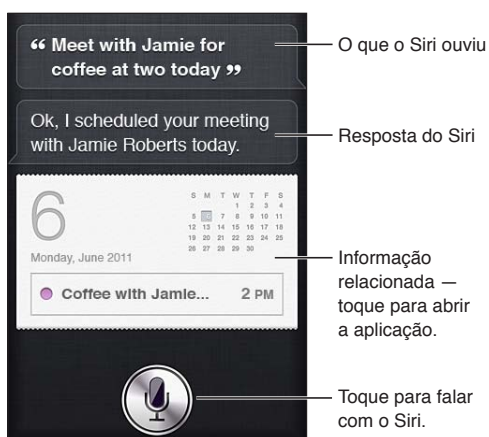 “ Meet with Jamie for
coffee at two today ”
O que o Siri ouviu
Ok, I scheduled your meeting
with Jamie Roberts today.
Resposta do Siri
6
Monday, June 2011
S M T W T F S
1 2 3 4
5 6 7 8 9 10 11
12 13 14 15 16 17 18
19 20 21 22 23 24 25
26 27 28 29 30
Coffee with Jamie... 2 PM
Informação
relacionada —
toque para abrir
a aplicação.
Toque para falar
com o Siri.